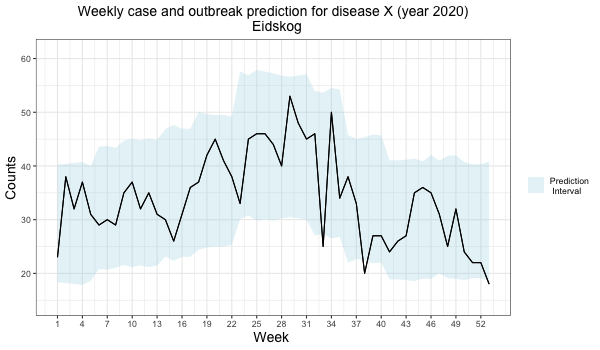 Weekly case and outbreak prediction for disease X (year 2020)
Eidskog
60
50
40
30
20
Counts
1 4 7 10 13 16 19 22 25 28 31 34 37 40 43 46 49 52
Week
Prediction
Interval